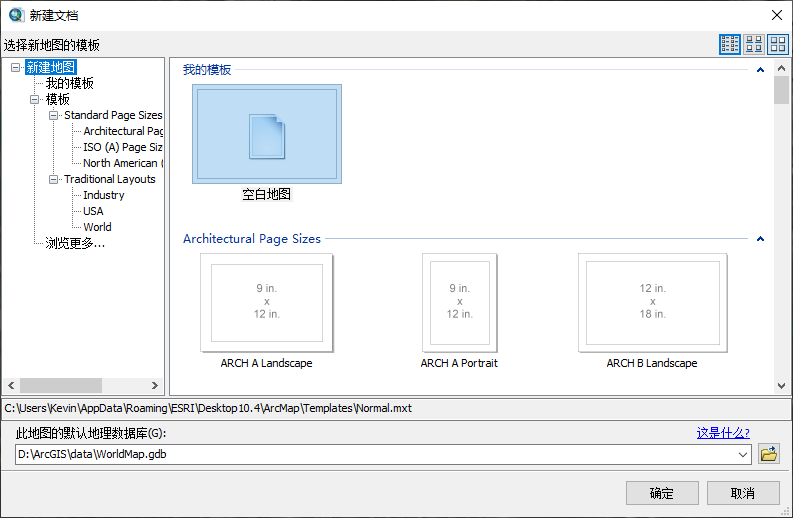 新建文档
选择新地图的模板
新建地图
我的模板
模板
Standard Page Sizes
Architectural Pag
ISO (A) Page Siz
North American (
Traditional Layouts
Industry
USA
World
浏览更多...
我的模板
空白地图
Architectural Page Sizes
9 in.
x
12 in.
ARCH A Landscape
9 in.
x
12 in.
ARCH A Portrait
12 in.
x
18 in.
ARCH B Landscape
C:\Users\Kevin\AppData\Roaming\ESRI\Desktop10.4\ArcMap\Templates\Normal.mxt
此地图的默认地理数据库(G):
这是什么?
D:\ArcGIS\data\WorldMap.gdb
确定
取消